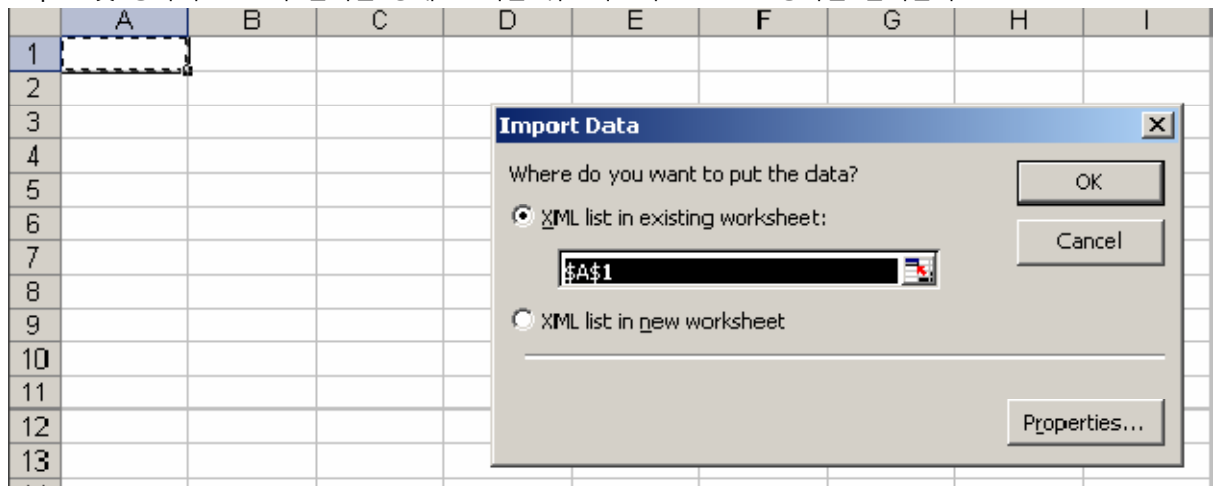 A B C D E F G H I
1
2
3
4
5
6
7
8
9
10
11
12
13
Import Data
Where do you want to put the data?
XML list in existing worksheet:
$A$1
XML list in new worksheet
OK
Cancel
Properties...